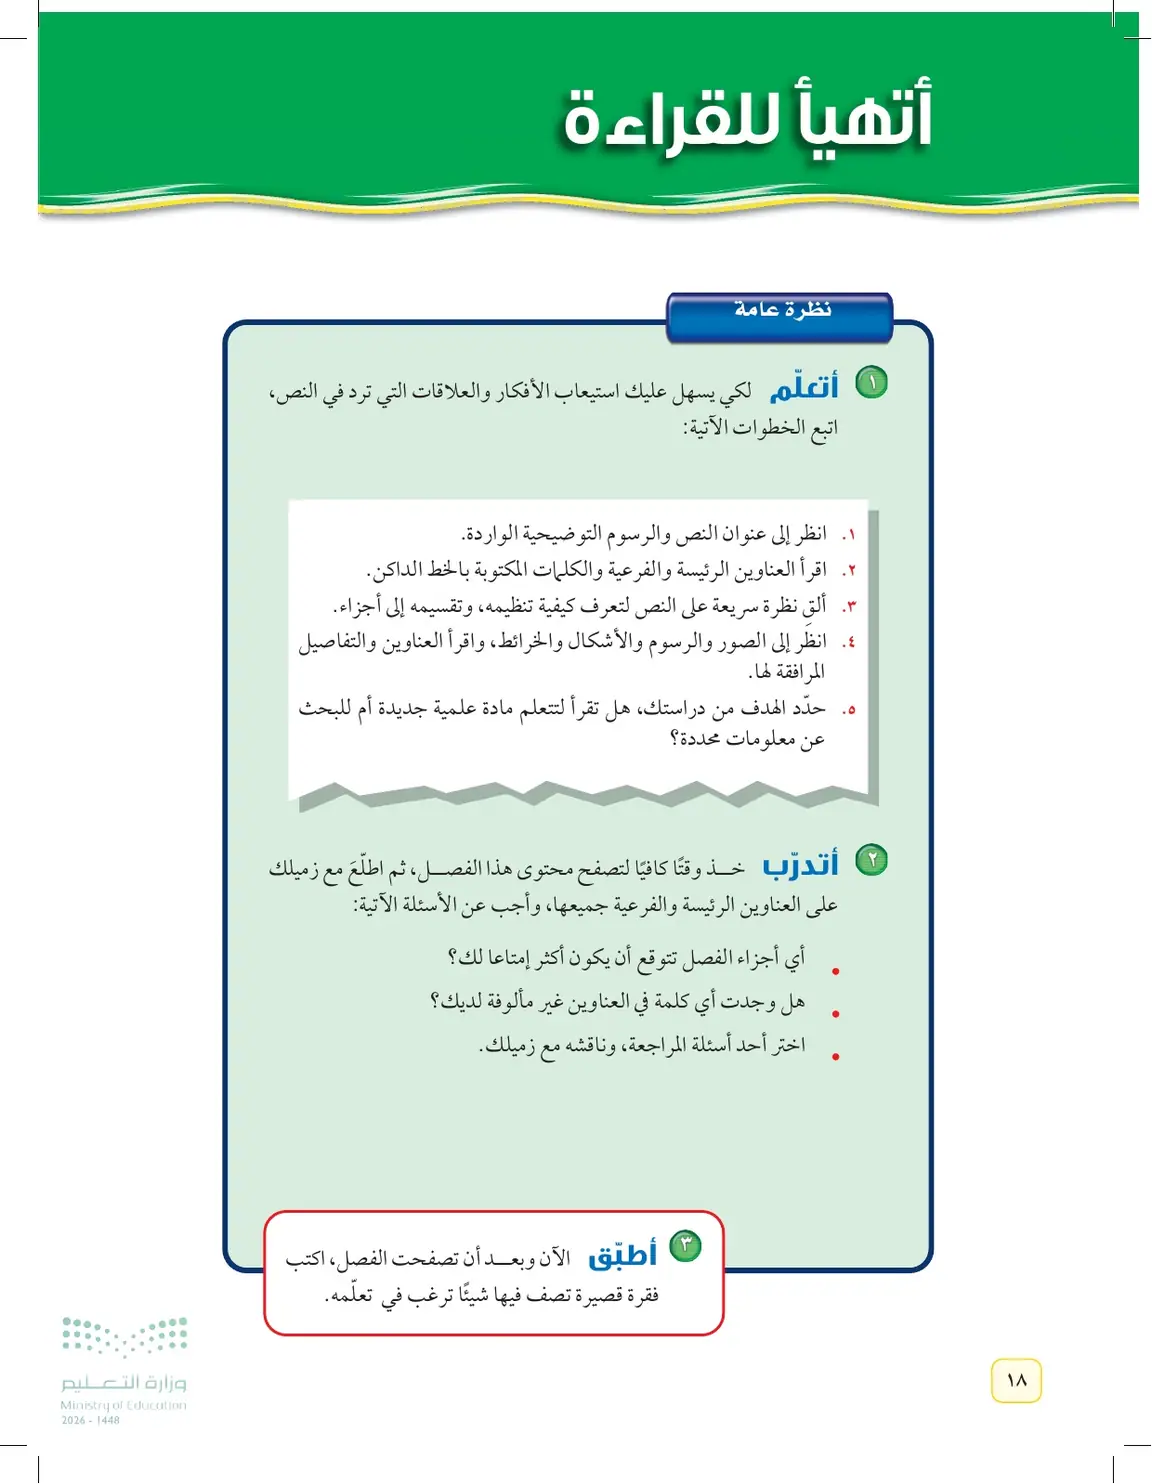 أتهيأ للقراءة
نظرة عامة
١ أتعلّم لكي يسهل عليك استيعاب الأفكار والعلاقات التي ترد في النص،
اتبع الخطوات الآتية:
١. انظر إلى عنوان النص والرسوم التوضيحية الواردة.
٢. اقرأ العناوين الرئيسة والفرعية والكلمات المكتوبة بالخط الداكن.
٣. ألقِ نظرة سريعة على النص لتعرف كيفية تنظيمه، وتقسيمه إلى أجزاء.
٤. انظر إلى الصور والرسوم والأشكال والخرائط، واقرأ العناوين والتفاصيل
المرافقة لها.
٥. حدّد الهدف من دراستك، هل تقرأ لتتعلم مادة علمية جديدة أم للبحث
عن معلومات محددة؟
٢ أتدرّب خـــذ وقتًا كافيًا لتصفح محتوى هذا الفصـــل، ثم اطلّعَ مع زميلك
على العناوين الرئيسة والفرعية جميعها، وأجب عن الأسئلة الآتية:
• أي أجزاء الفصل تتوقع أن يكون أكثر إمتاعا لك؟
• هل وجدت أي كلمة في العناوين غير مألوفة لديك؟
• اختر أحد أسئلة المراجعة، وناقشه مع زميلك.
٣ أطبّق الآن وبعـــد أن تصفحت الفصل، اكتب
فقرة قصيرة تصف فيها شيئًا ترغب في تعلّمه.
وزارة التعـــليم
Ministry of Education
2026 - 1448
١٨